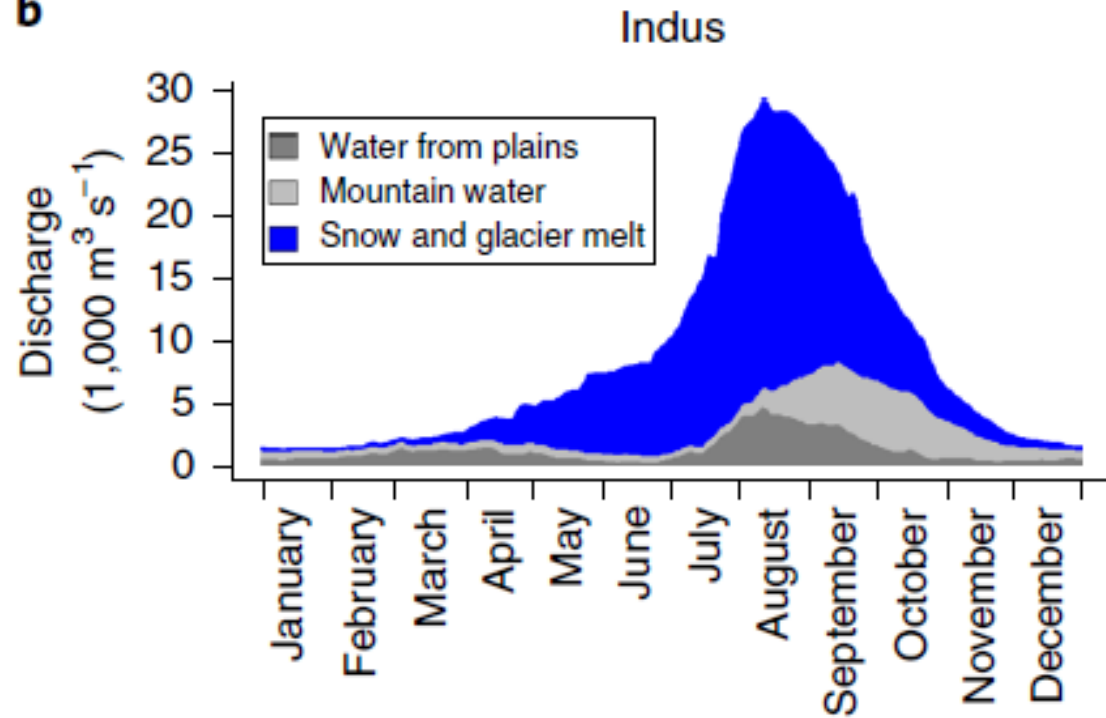 b
Indus
30
25
20
15
10
5
0
Discharge
(1,000 m³ s⁻¹)
Water from plains
Mountain water
Snow and glacier melt
January
February
March
April
May
June
July
August
September
October
November
December